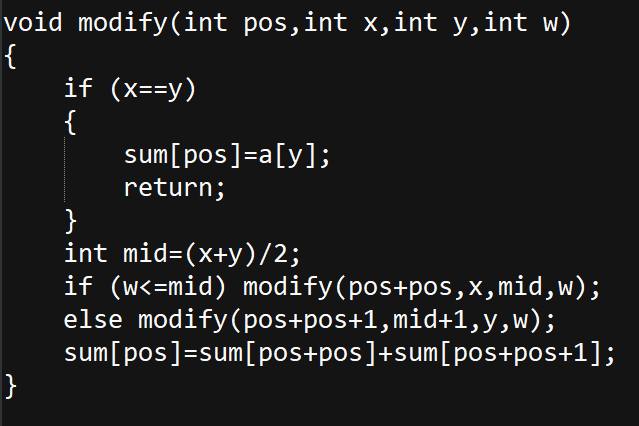 void modify(int pos,int x,int y,int w)
{
    if (x==y)
    {
        sum[pos]=a[y];
        return;
    }
    int mid=(x+y)/2;
    if (w<=mid) modify(pos+pos,x,mid,w);
    else modify(pos+pos+1,mid+1,y,w);
    sum[pos]=sum[pos+pos]+sum[pos+pos+1];
}